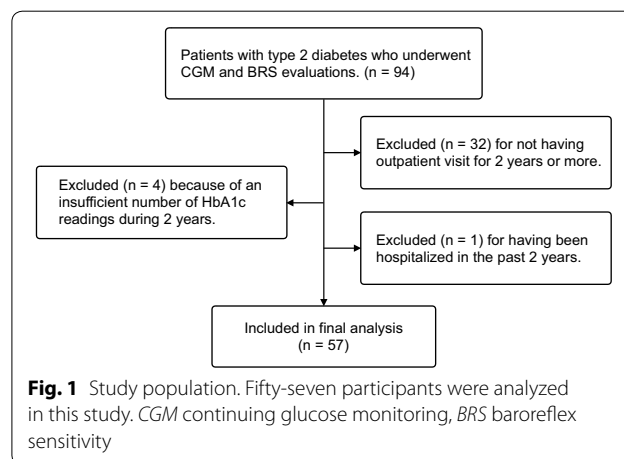 Patients with type 2 diabetes who underwent
CGM and BRS evaluations. (n = 94)
Excluded (n = 32) for not having
outpatient visit for 2 years or more.
Excluded (n = 4) because of an
insufficient number of HbA1c
readings during 2 years.
Excluded (n = 1) for having been
hospitalized in the past 2 years.
Included in final analysis
(n = 57)
Fig. 1 Study population. Fifty-seven participants were analyzed
in this study. CGM continuing glucose monitoring, BRS baroreflex
sensitivity